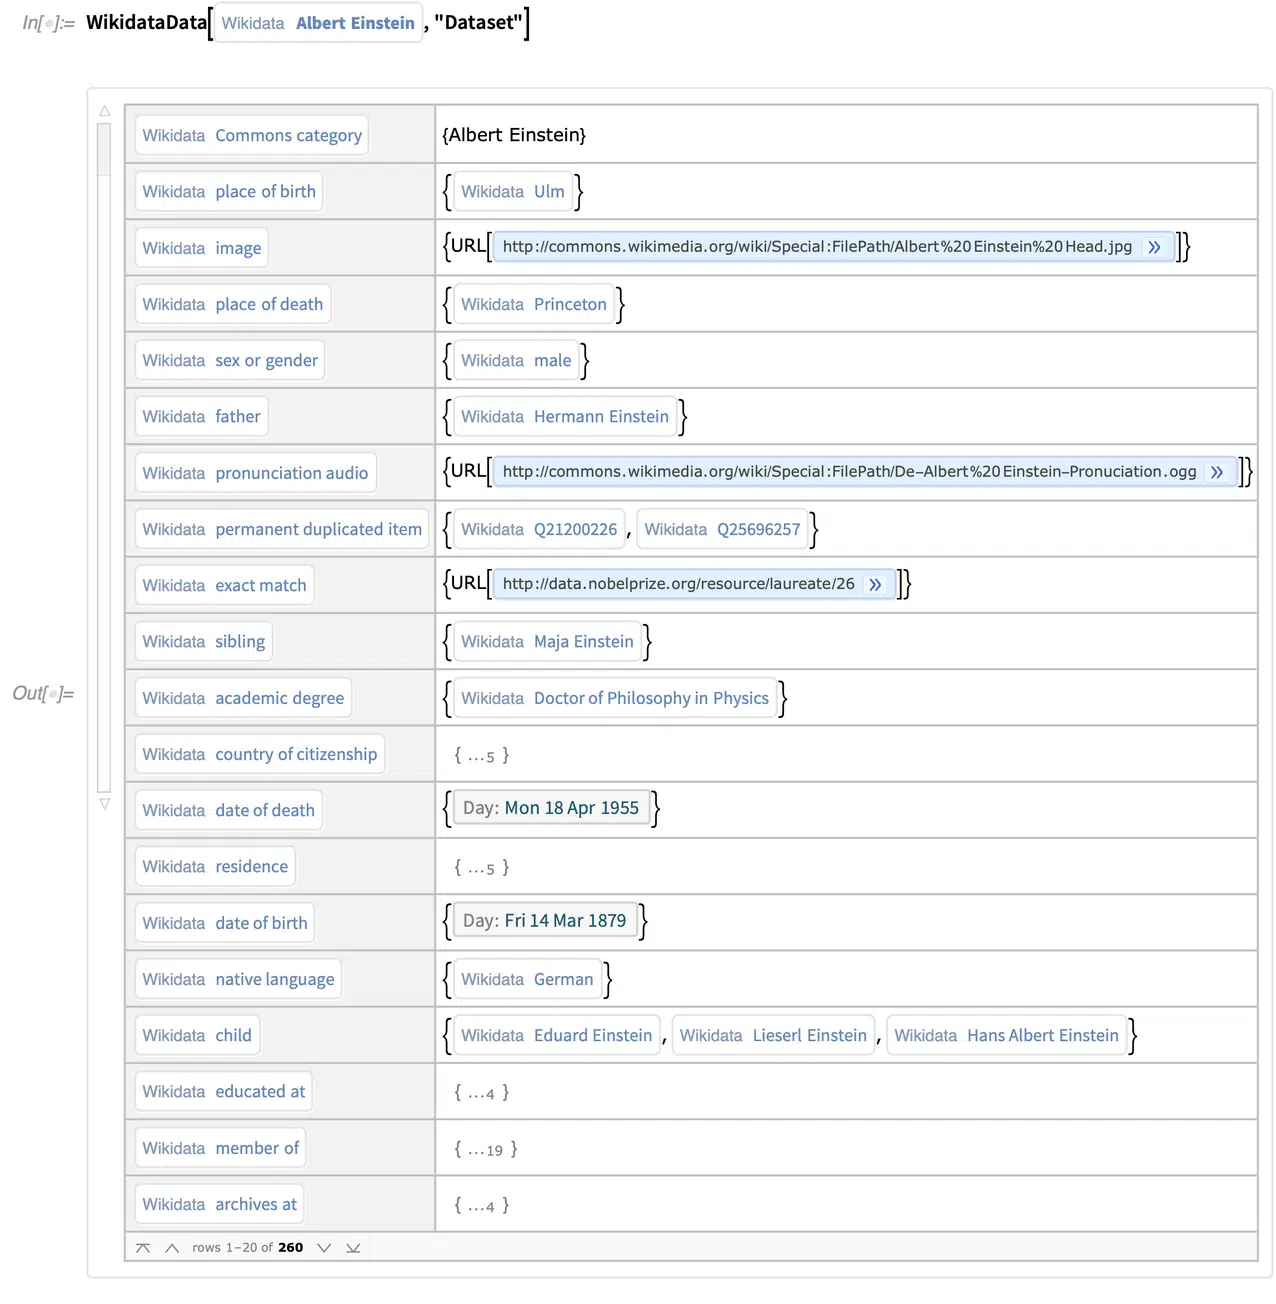 In[•]:= WikidataData[ Wikidata Albert Einstein , "Dataset"]
Wikidata Commons category {Albert Einstein}
Wikidata place of birth { Wikidata Ulm }
Wikidata image {URL[ http://commons.wikimedia.org/wiki/Special:FilePath/Albert%20Einstein%20Head.jpg » ]}
Wikidata place of death { Wikidata Princeton }
Wikidata sex or gender { Wikidata male }
Wikidata father { Wikidata Hermann Einstein }
Wikidata pronunciation audio {URL[ http://commons.wikimedia.org/wiki/Special:FilePath/De-Albert%20Einstein-Pronuciation.ogg » ]}
Wikidata permanent duplicated item { Wikidata Q21200226 , Wikidata Q25696257 }
Wikidata exact match {URL[ http://data.nobelprize.org/resource/laureate/26 » ]}
Wikidata sibling { Wikidata Maja Einstein }
Out[•]= Wikidata academic degree { Wikidata Doctor of Philosophy in Physics }
Wikidata country of citizenship { ...5 }
Wikidata date of death { Day: Mon 18 Apr 1955 }
Wikidata residence { ...5 }
Wikidata date of birth { Day: Fri 14 Mar 1879 }
Wikidata native language { Wikidata German }
Wikidata child { Wikidata Eduard Einstein , Wikidata Lieserl Einstein , Wikidata Hans Albert Einstein }
Wikidata educated at { ...4 }
Wikidata member of { ...19 }
Wikidata archives at { ...4 }
rows 1–20 of 260